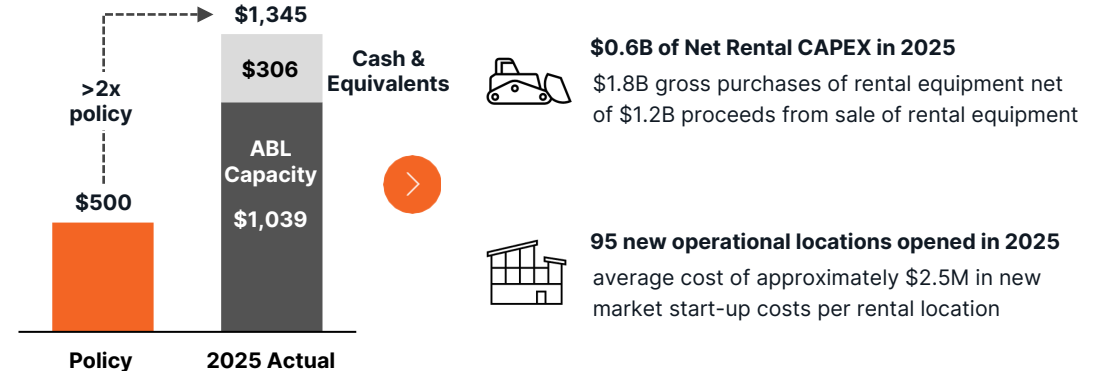 $1,345
$306
Cash &
Equivalents
>2x
policy
ABL
Capacity
$1,039
$500
Policy
2025 Actual
$0.6B of Net Rental CAPEX in 2025
$1.8B gross purchases of rental equipment net
of $1.2B proceeds from sale of rental equipment
95 new operational locations opened in 2025
average cost of approximately $2.5M in new
market start-up costs per rental location